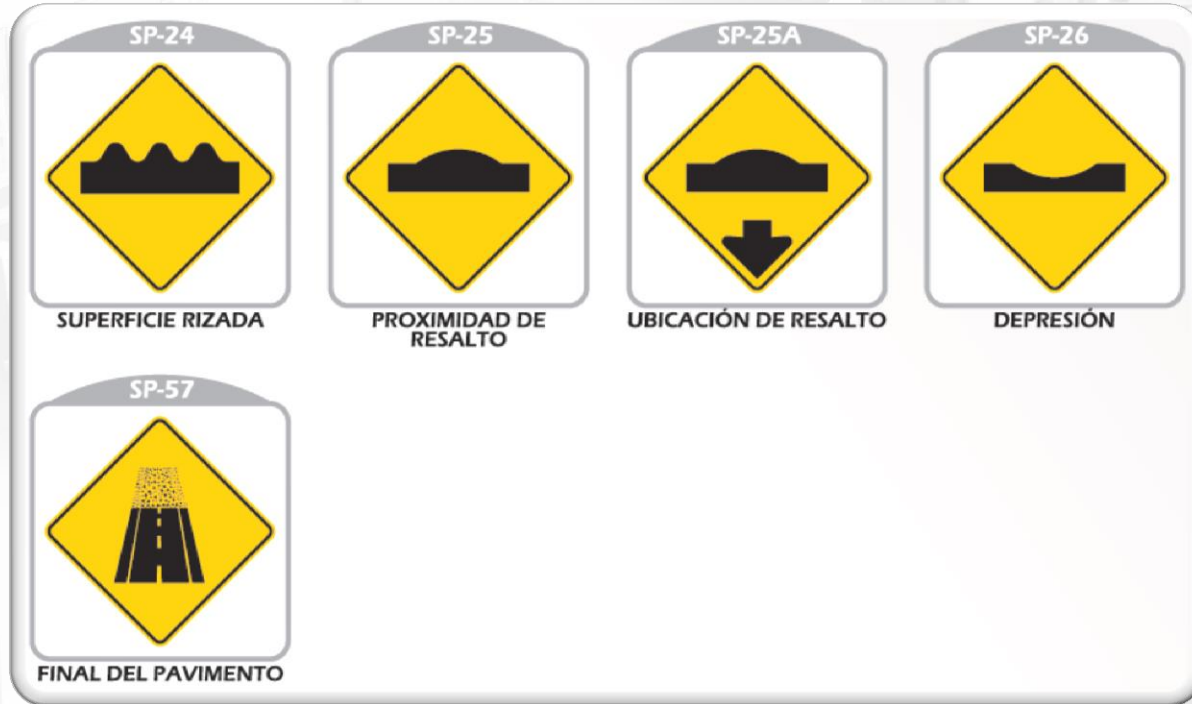 SP-24
SP-25
SP-25A
SP-26
SUPERFICIE RIZADA
PROXIMIDAD DE
RESALTO
UBICACIÓN DE RESALTO
DEPRESIÓN
SP-57
FINAL DEL PAVIMENTO